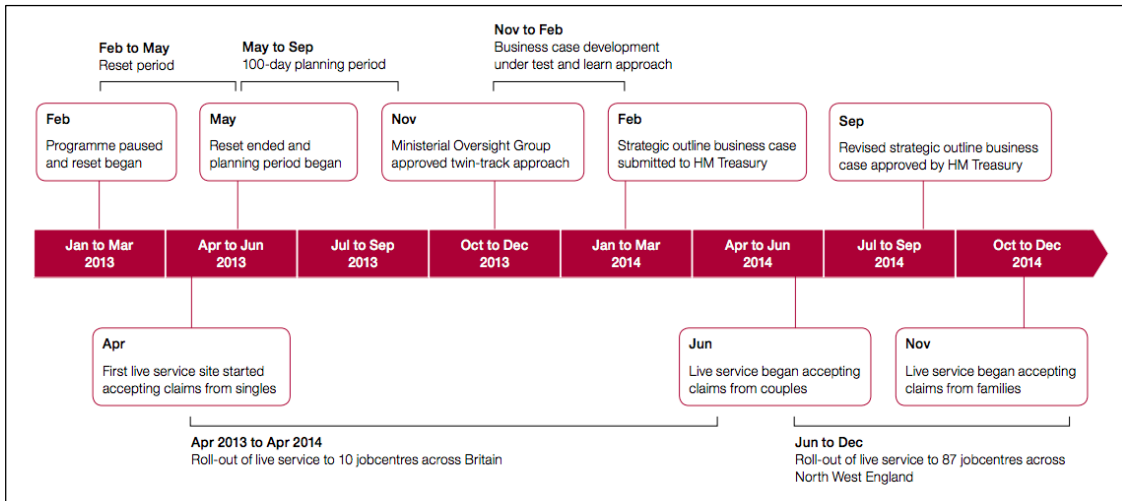 Feb to May
Reset period
May to Sep
100-day planning period
Nov to Feb
Business case development
under test and learn approach
Feb
Programme paused
and reset began
May
Reset ended and
planning period began
Nov
Ministerial Oversight Group
approved twin-track approach
Feb
Strategic outline business case
submitted to HM Treasury
Sep
Revised strategic outline business
case approved by HM Treasury
Jan to Mar
2013
Apr to Jun
2013
Jul to Sep
2013
Oct to Dec
2013
Jan to Mar
2014
Apr to Jun
2014
Jul to Sep
2014
Oct to Dec
2014
Apr
First live service site started
accepting claims from singles
Jun
Live service began accepting
claims from couples
Nov
Live service began accepting
claims from families
Apr 2013 to Apr 2014
Roll-out of live service to 10 jobcentres across Britain
Jun to Dec
Roll-out of live service to 87 jobcentres across
North West England